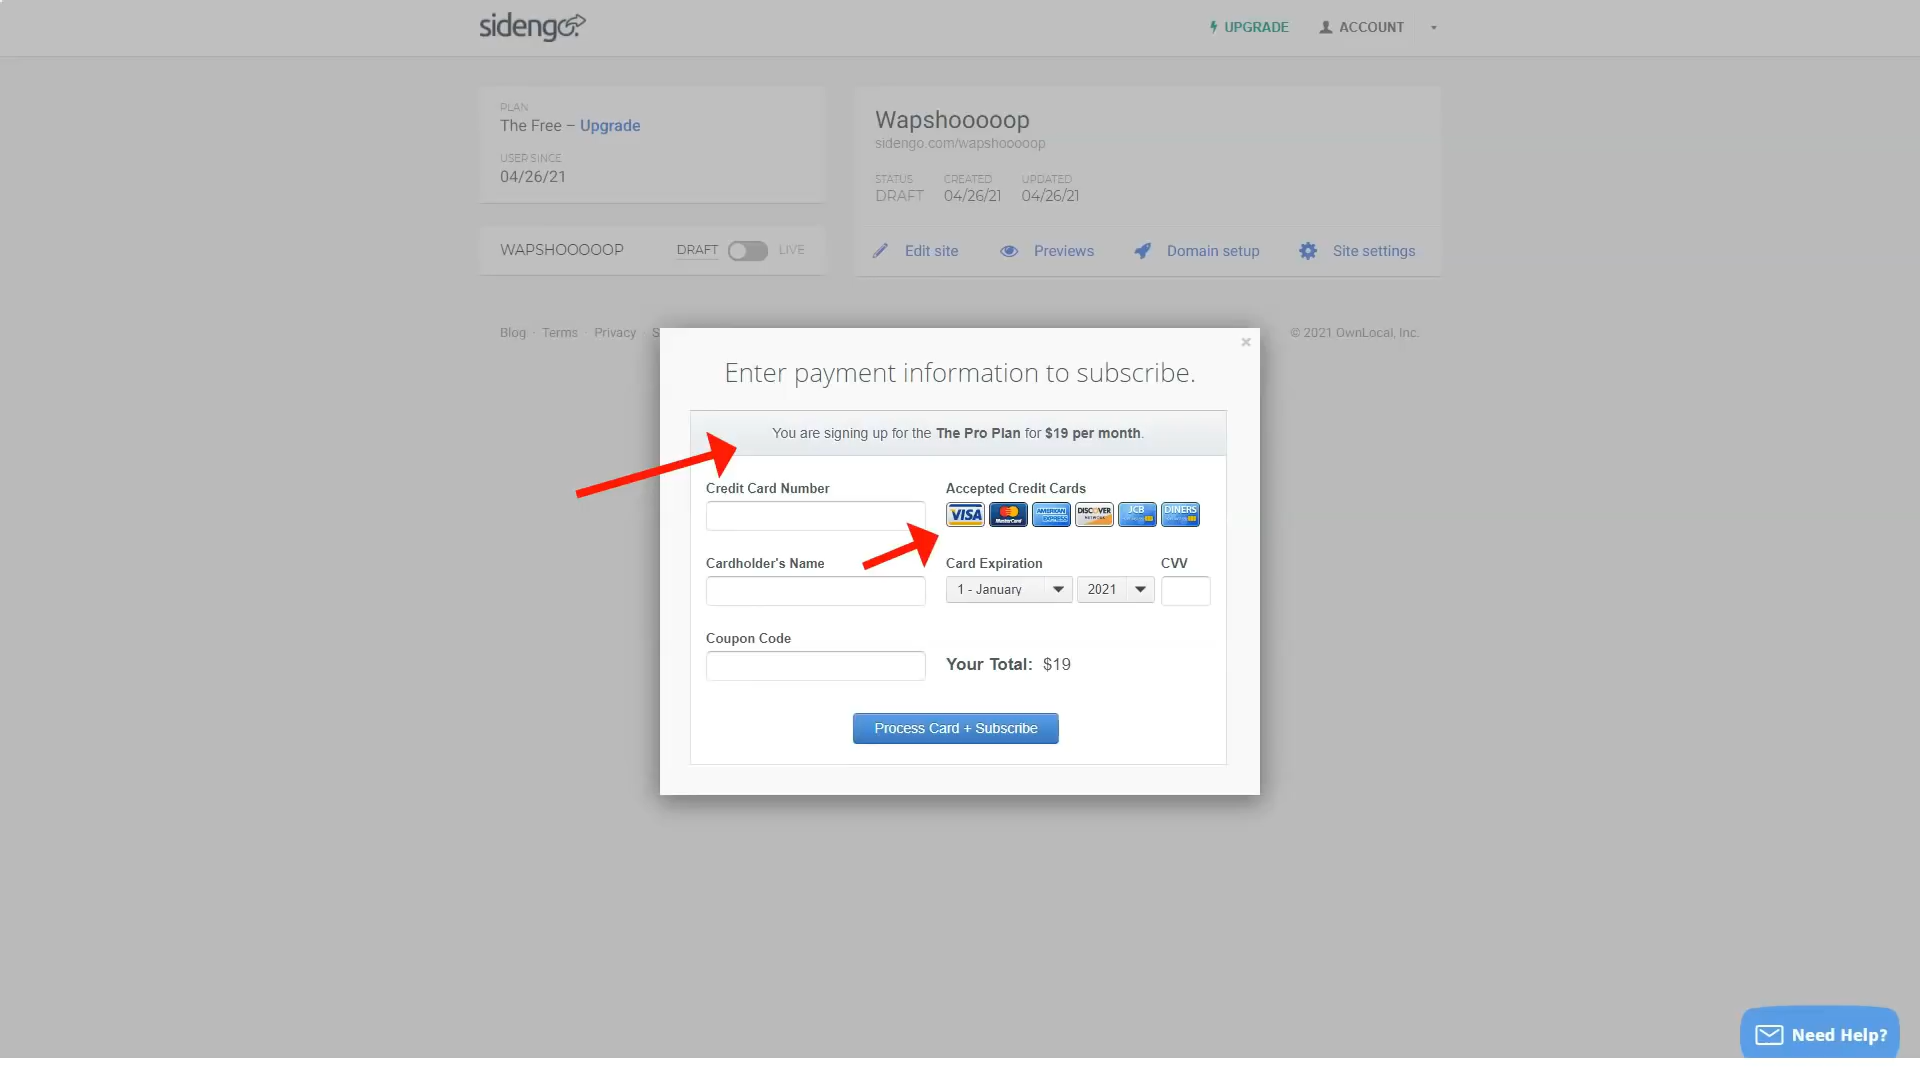 sidengo
UPGRADE
ACCOUNT
PLAN
The Free – Upgrade
USER SINCE
04/26/21
WAPSHOOOOOP
DRAFT
LIVE
Wapshooooop
sidengo.com/wapshooooop
STATUS CREATED UPDATED
DRAFT 04/26/21 04/26/21
Edit site
Previews
Domain setup
Site settings
Blog · Terms · Privacy · S
© 2021 OwnLocal, Inc.
×
Enter payment information to subscribe.
You are signing up for the The Pro Plan for $19 per month.
Credit Card Number
Accepted Credit Cards
VISA
MasterCard
AMERICAN EXPRESS
DISCOVER NETWORK
JCB
DINERS
Cardholder's Name
Card Expiration
CVV
1 - January
2021
Coupon Code
Your Total: $19
Process Card + Subscribe
Need Help?